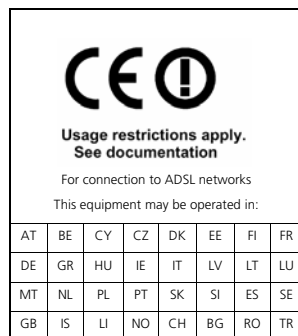 CE
Usage restrictions apply.
See documentation
For connection to ADSL networks
This equipment may be operated in:
AT BE CY CZ DK EE FI FR
DE GR HU IE IT LV LT LU
MT NL PL PT SK SI ES SE
GB IS LI NO CH BG RO TR